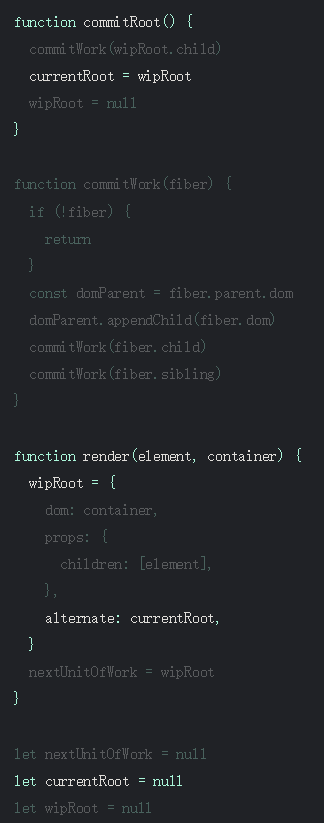 function commitRoot() {
  commitWork(wipRoot.child)
  currentRoot = wipRoot
  wipRoot = null
}

function commitWork(fiber) {
  if (!fiber) {
    return
  }
  const domParent = fiber.parent.dom
  domParent.appendChild(fiber.dom)
  commitWork(fiber.child)
  commitWork(fiber.sibling)
}

function render(element, container) {
  wipRoot = {
    dom: container,
    props: {
      children: [element],
    },
    alternate: currentRoot,
  }
  nextUnitOfWork = wipRoot
}

let nextUnitOfWork = null
let currentRoot = null
let wipRoot = null